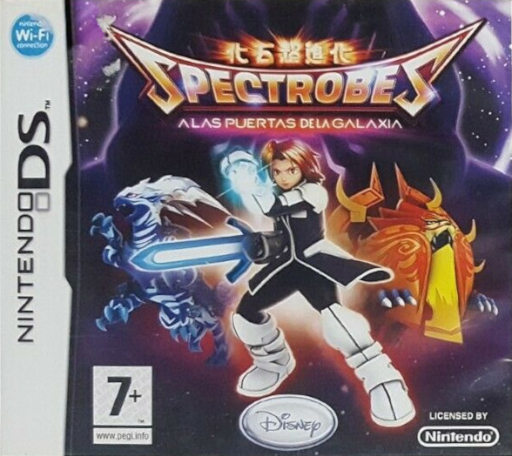 Nintendo
Wi-Fi
connection
NINTENDO DS™
化石超進化
SPECTROBES
A LAS PUERTAS DE LA GALAXIA
7+
www.pegi.info
Disney
LICENSED BY
Nintendo